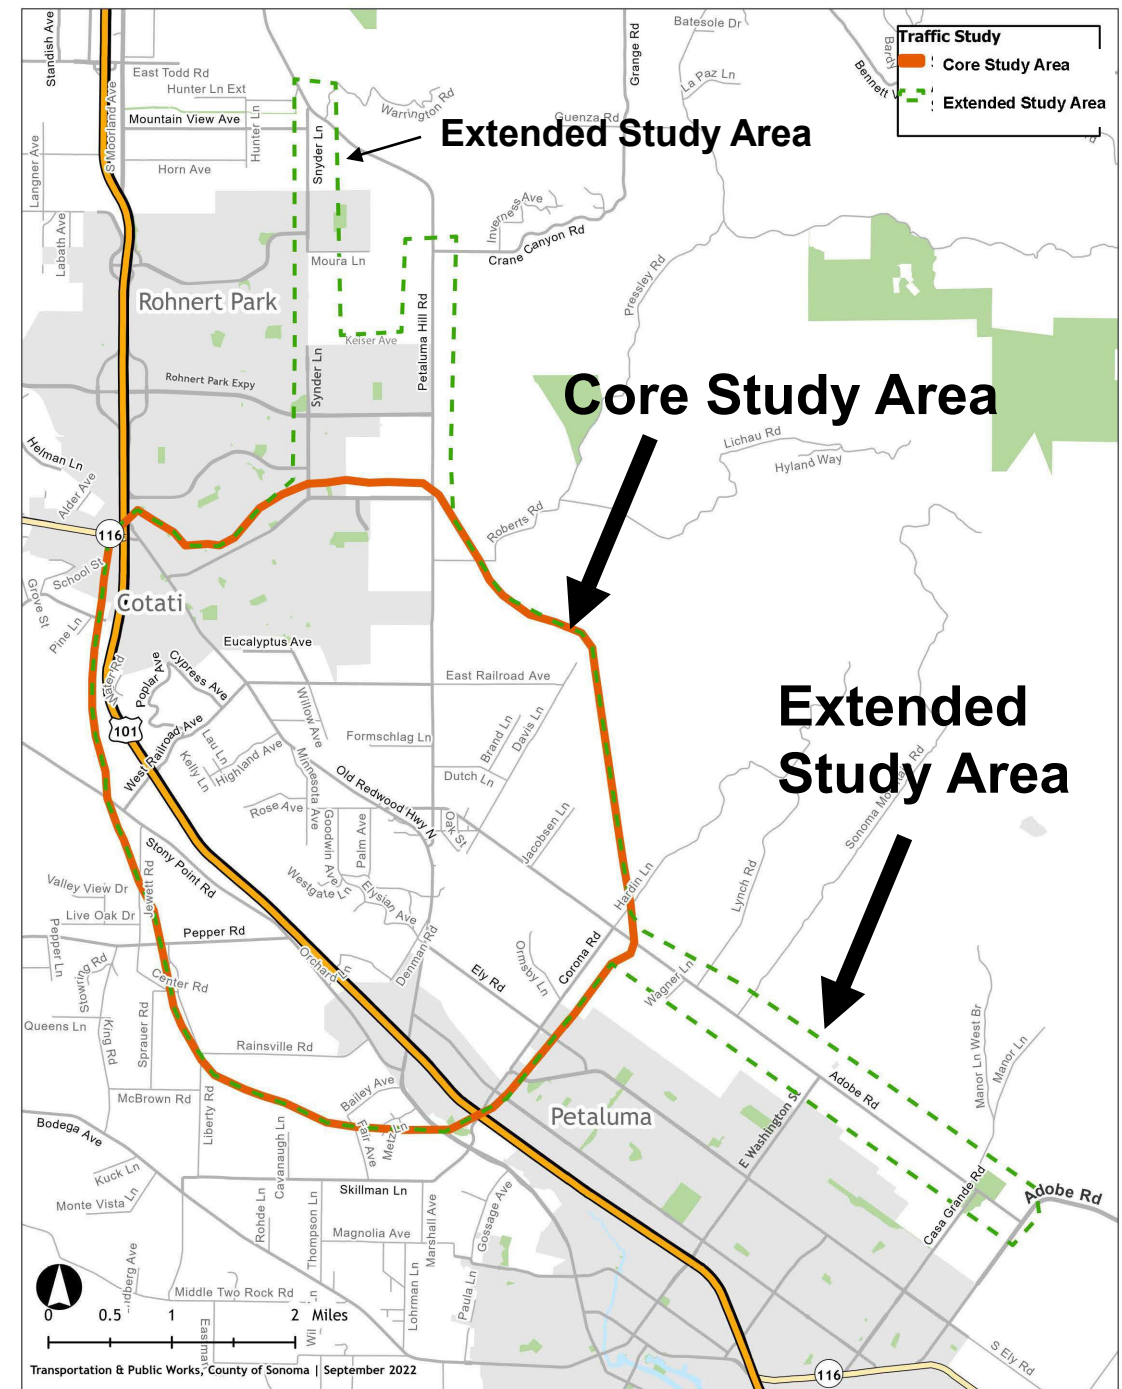 Standish Ave
East Todd Rd
Hunter Ln Ext
Mountain View Ave
S Moorland Ave
Hunter Ln
Horn Ave
Langner Ave
Labath Ave
Snyder Ln
Warrington Rd
Extended Study Area
Batesole Dr
Grange Rd
La Paz Ln
Guenza Rd
Bennett V
Bardy
Traffic Study
Core Study Area
Extended Study Area
Rd
Inverness Ave
Crane Canyon Rd
Moura Ln
Rohnert Park
Petaluma Hill Rd
Pressley Rd
Keiser Ave
Synder Ln
Rohnert Park Expy
Core Study Area
Lichau Rd
Hyland Way
Helman Ln
Alder Ave
Roberts Rd
116
School St
Grove St
Pine Ln
Cotati
Eucalyptus Ave
Poplar Ave
Cypress Ave
East Railroad Ave
Willow Ave
Extended
Study Area
101
West Railroad Ave
Lau Ln
Kelly Ln
Highland Ave
Minnesota Ave
Formschlag Ln
Brand Ln
Davis Ln
Dutch Ln
Old Redwood Hwy N
Rose Ave
Goodwin Ave
Palm Ave
Oak St
Jacobsen Ln
Sonoma Mountain Rd
Stony Point Rd
Westgate Ln
Elysian Ave
Hardin Ln
Lynch Rd
Valley View Dr
Jewett Rd
Live Oak Dr
Pepper Ln
Pepper Rd
Orchard Ln
Denman Rd
Ely Rd
Ormsby Ln
Corona Rd
Wagner Ln
Stowring Rd
Center Rd
Queens Ln
King Rd
Sprauer Rd
Rainsville Rd
Manor Ln West Br
Manor Ln
Adobe Rd
McBrown Rd
Liberty Rd
Bailey Ave
Petaluma
E Washington St
Bodega Ave
Fair Ave
Metz Ln
Cavanaugh Ln
Kuck Ln
Monte Vista Ln
Skillman Ln
Casa Grande Rd
Adobe Rd
Rohde Ln
Thompson Ln
Magnolia Ave
Marshall Ave
Gossage Ave
ndberg Ave
Middle Two Rock Rd
Lohrman Ln
Paula Ln
S Ely Rd
0 0.5 1 2 Miles
Transportation & Public Works, County of Sonoma | September 2022
116